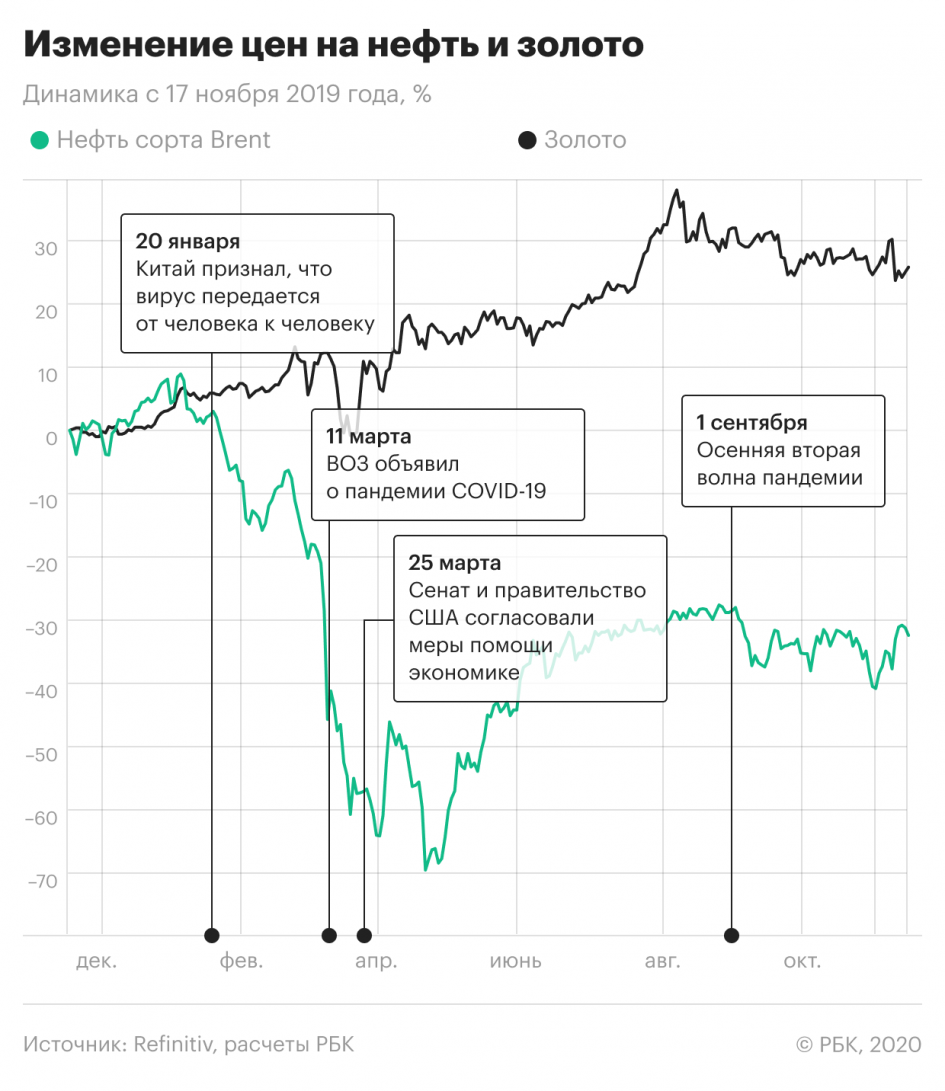 Изменение цен на нефть и золото
Динамика с 17 ноября 2019 года, %
Нефть сорта Brent
Золото
20 января
Китай признал, что
вирус передается
от человека к человеку
11 марта
ВОЗ объявил
о пандемии COVID-19
1 сентября
Осенняя вторая
волна пандемии
25 марта
Сенат и правительство
США согласовали
меры помощи
экономике
30
20
10
0
–10
–20
–30
–40
–50
–60
–70
дек.
фев.
апр.
июнь
авг.
окт.
Источник: Refinitiv, расчеты РБК
© РБК, 2020